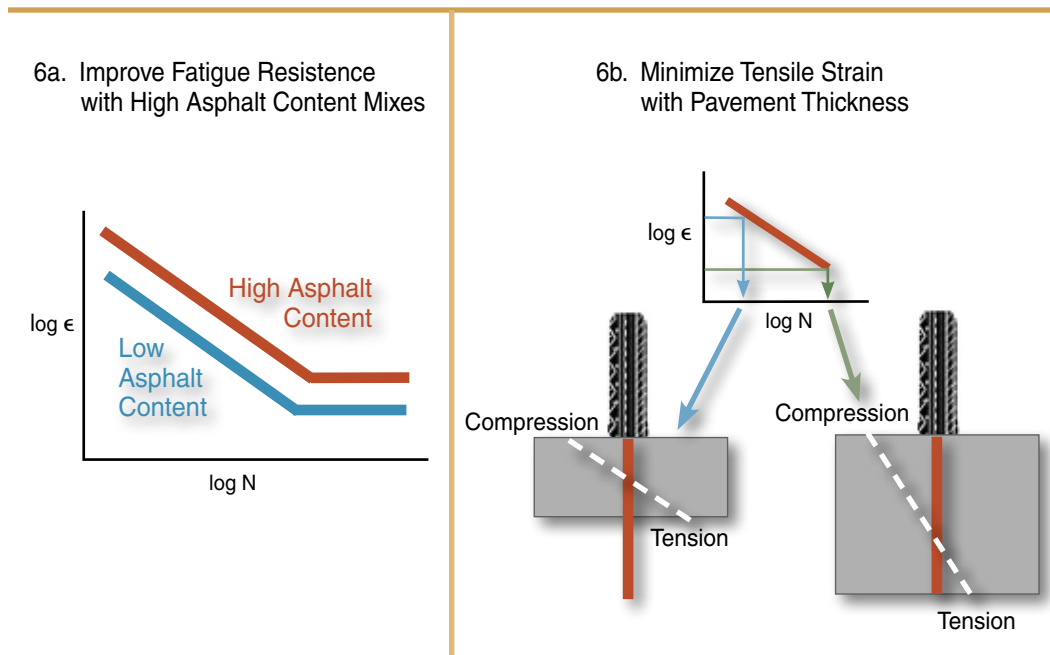 6a. Improve Fatigue Resistence
with High Asphalt Content Mixes
log ϵ
High Asphalt
Content
Low
Asphalt
Content
log N
6b. Minimize Tensile Strain
with Pavement Thickness
log ϵ
log N
Compression
Tension
Compression
Tension